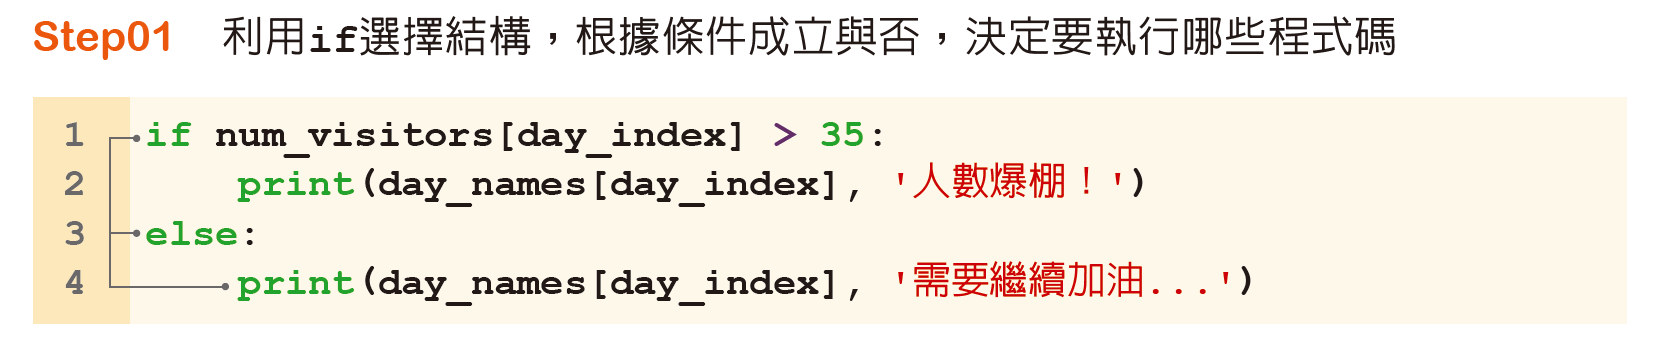 Step01 利用if選擇結構，根據條件成立與否，決定要執行哪些程式碼
1 if num_visitors[day_index] > 35:
2     print(day_names[day_index], '人數爆棚！')
3 else:
4     print(day_names[day_index], '需要繼續加油...')